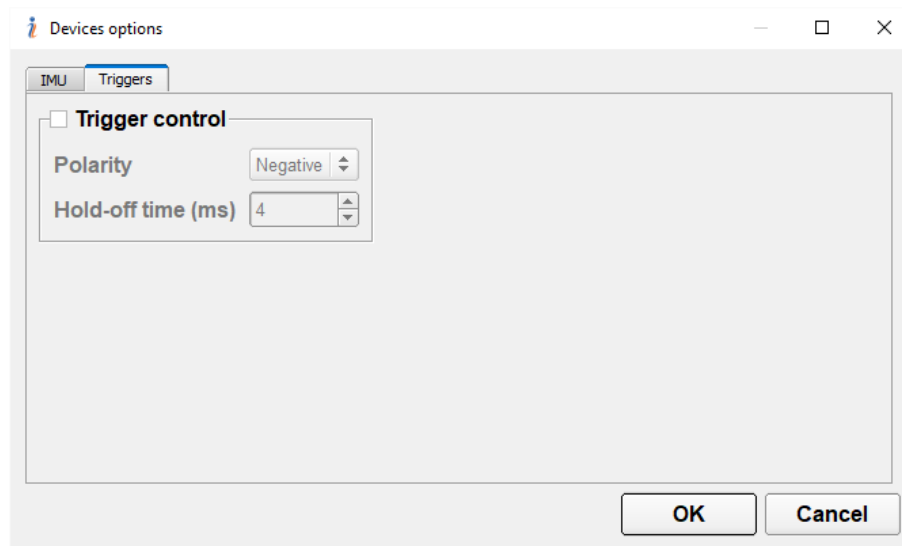 Devices options
IMU Triggers
Trigger control
Polarity Negative
Hold-off time (ms) 4
OK Cancel